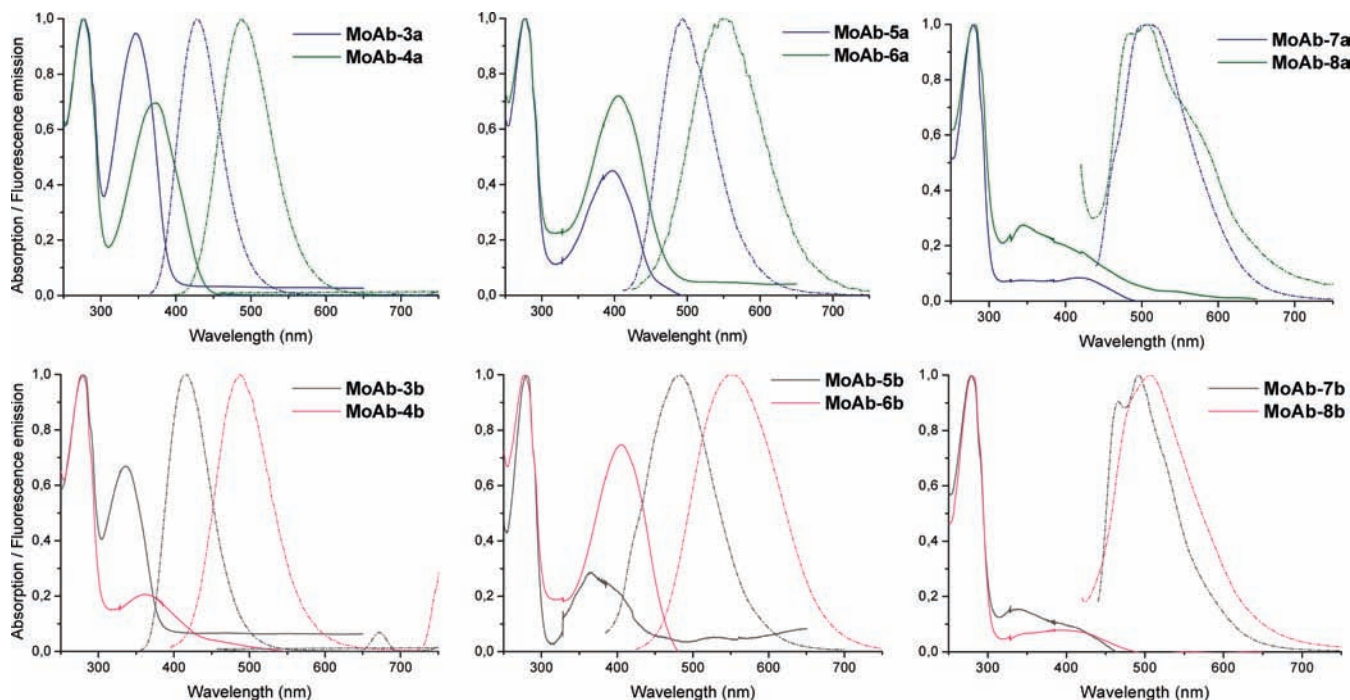 Absorption / Fluorescence emission
1,0
0,8
0,6
0,4
0,2
0,0
300 400 500 600 700
Wavelength (nm)
MoAb-3a
MoAb-4a
1,0
0,8
0,6
0,4
0,2
0,0
300 400 500 600 700
Wavelenght (nm)
MoAb-5a
MoAb-6a
1,0
0,8
0,6
0,4
0,2
0,0
300 400 500 600 700
Wavelength (nm)
MoAb-7a
MoAb-8a
Absorption / Fluorescence emission
1,0
0,8
0,6
0,4
0,2
0,0
300 400 500 600 700
Wavelength (nm)
MoAb-3b
MoAb-4b
1,0
0,8
0,6
0,4
0,2
0,0
300 400 500 600 700
Wavelength (nm)
MoAb-5b
MoAb-6b
1,0
0,8
0,6
0,4
0,2
0,0
300 400 500 600 700
Wavelength (nm)
MoAb-7b
MoAb-8b